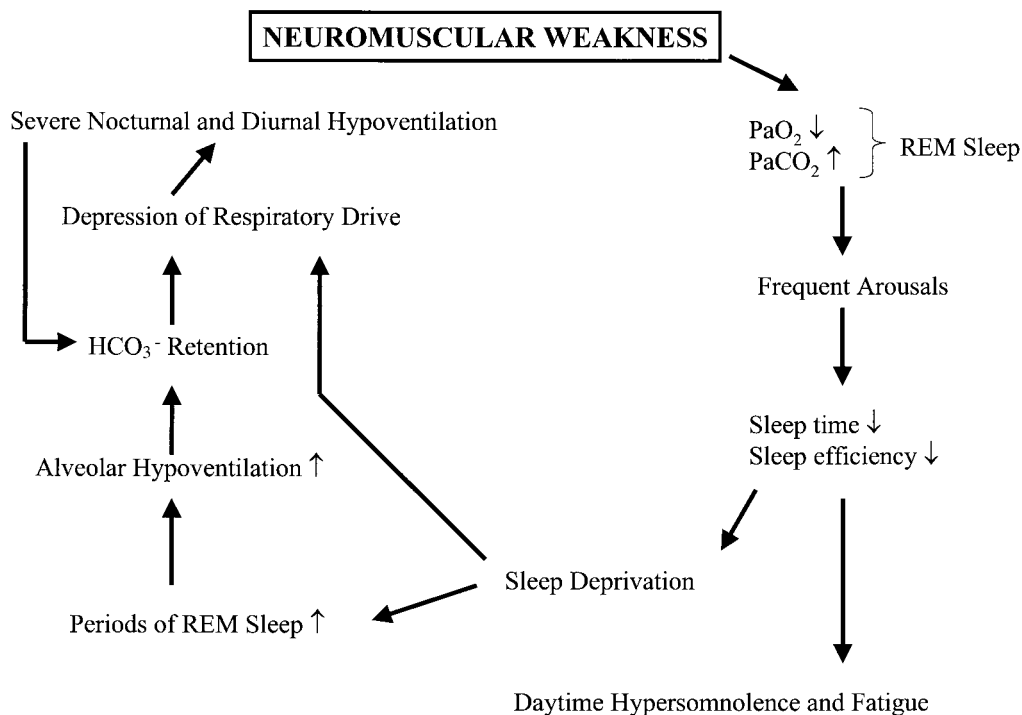 NEUROMUSCULAR WEAKNESS
Severe Nocturnal and Diurnal Hypoventilation
PaO₂ ↓
PaCO₂ ↑
REM Sleep
Depression of Respiratory Drive
Frequent Arousals
HCO₃⁻ Retention
Sleep time ↓
Sleep efficiency ↓
Alveolar Hypoventilation ↑
Sleep Deprivation
Periods of REM Sleep ↑
Daytime Hypersomnolence and Fatigue